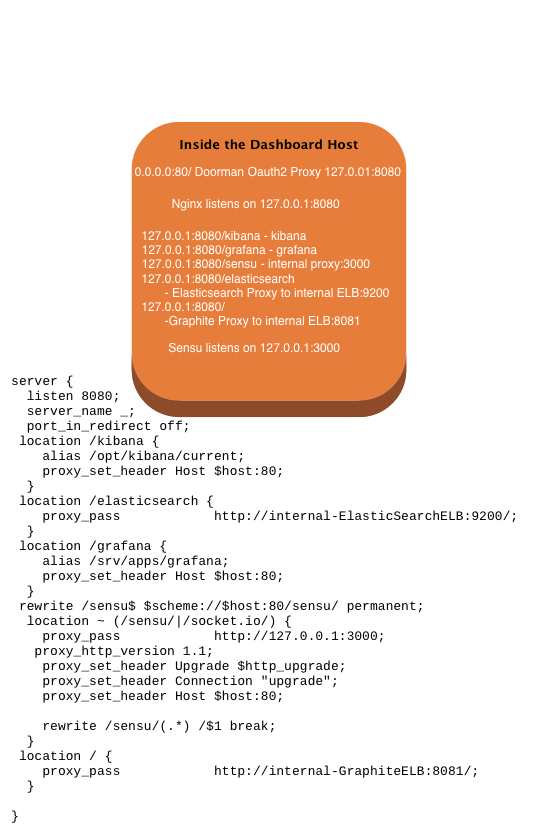 Inside the Dashboard Host
0.0.0.0:80/ Doorman Oauth2 Proxy 127.0.01:8080
Nginx listens on 127.0.0.1:8080
127.0.0.1:8080/kibana - kibana
127.0.0.1:8080/grafana - grafana
127.0.0.1:8080/sensu - internal proxy:3000
127.0.0.1:8080/elasticsearch
- Elasticsearch Proxy to internal ELB:9200
127.0.0.1:8080/
-Graphite Proxy to internal ELB:8081
Sensu listens on 127.0.0.1:3000
server {
listen 8080;
server_name _;
port_in_redirect off;
location /kibana {
alias /opt/kibana/current;
proxy_set_header Host $host:80;
}
location /elasticsearch {
proxy_pass http://internal-ElasticSearchELB:9200/;
}
location /grafana {
alias /srv/apps/grafana;
proxy_set_header Host $host:80;
}
rewrite /sensu$ $scheme://$host:80/sensu/ permanent;
location ~ (/sensu/|/socket.io/) {
proxy_pass http://127.0.0.1:3000;
proxy_http_version 1.1;
proxy_set_header Upgrade $http_upgrade;
proxy_set_header Connection "upgrade";
proxy_set_header Host $host:80;
rewrite /sensu/(.*) /$1 break;
}
location / {
proxy_pass http://internal-GraphiteELB:8081/;
}
}